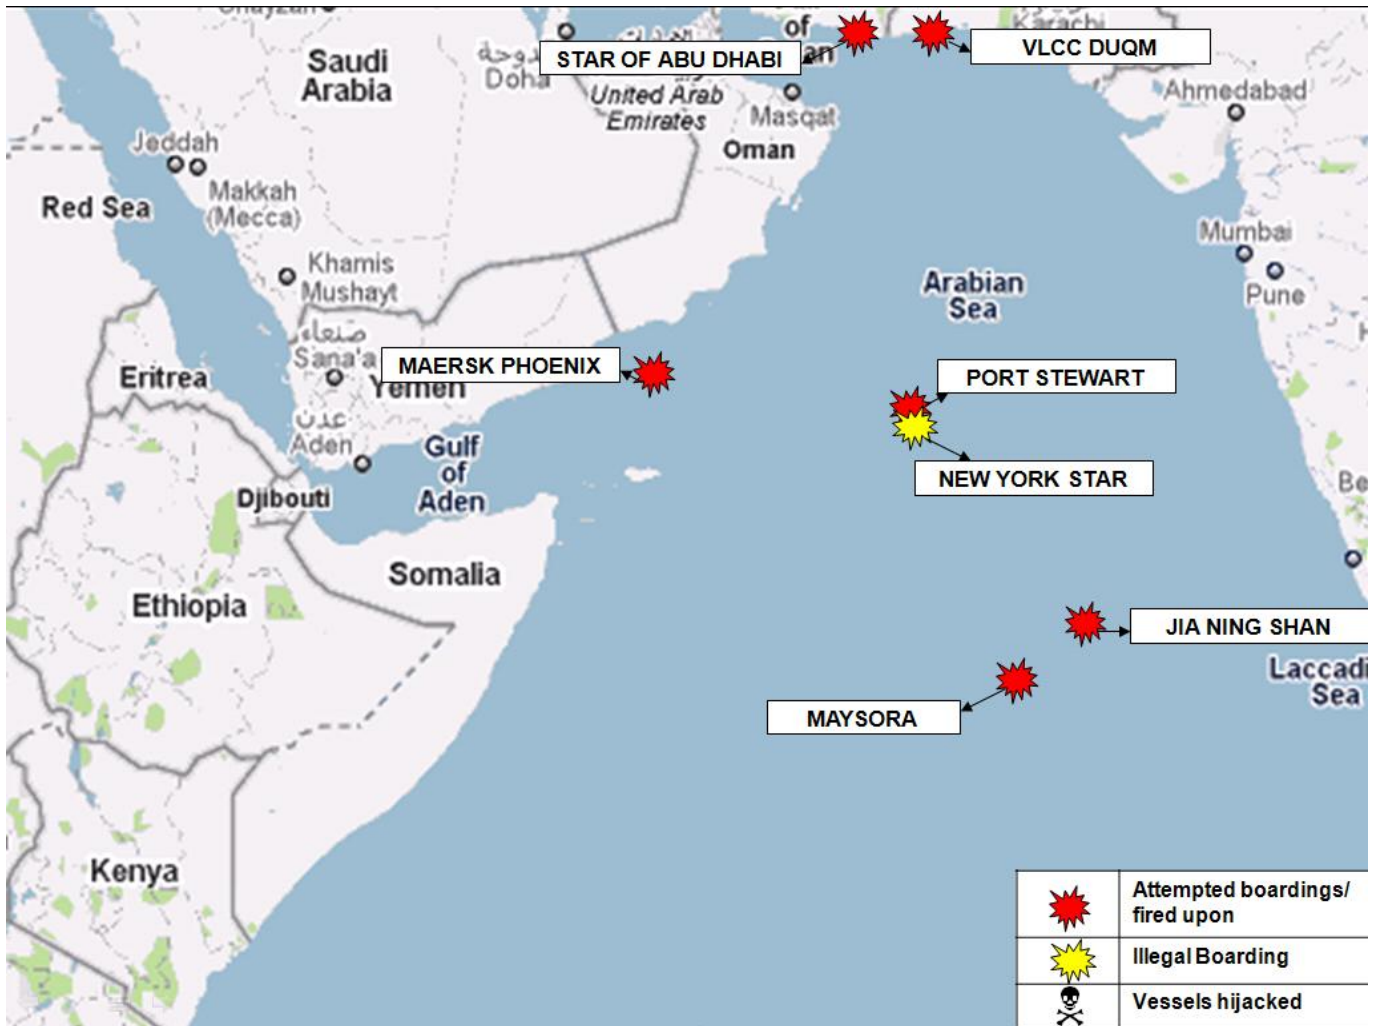 Karachi
of
VLCC DUQM
STAR OF ABU DHABI
Saudi
Arabia
الدوحة
Doha
United Arab
Emirates
Masqat
Ahmedabad
Oman
Jeddah
Makkah
(Mecca)
Red Sea
Mumbai
Pune
Khamis
Mushayt
Arabian
Sea
صنعاء
Sana'a
MAERSK PHOENIX
Yemen
Eritrea
PORT STEWART
عدن
Aden
Gulf
of
Aden
NEW YORK STAR
Be
Djibouti
Somalia
Ethiopia
JIA NING SHAN
Laccadi
Sea
MAYSORA
Kenya
Attempted boardings/
fired upon
Illegal Boarding
Vessels hijacked